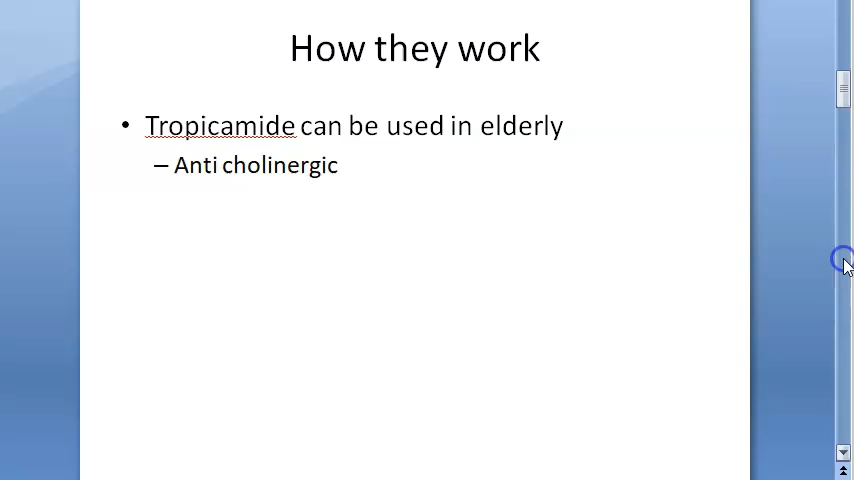 How they work
• Tropicamide can be used in elderly
– Anti cholinergic